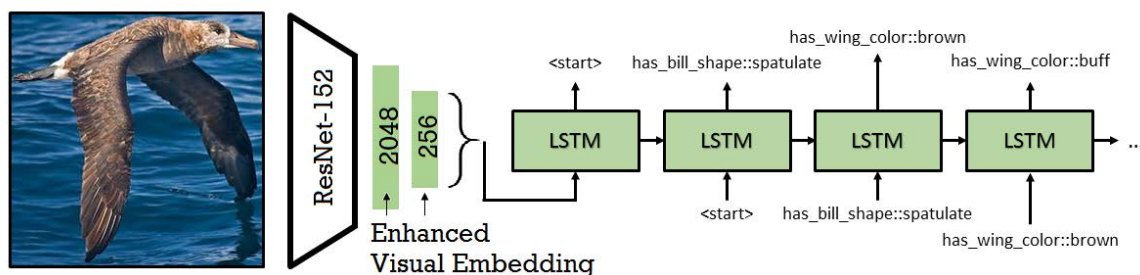 ResNet-152
2048
256
Enhanced
Visual Embedding
<start>
has_bill_shape::spatulate
has_wing_color::brown
has_wing_color::buff
LSTM
LSTM
LSTM
LSTM
..
<start>
has_bill_shape::spatulate
has_wing_color::brown